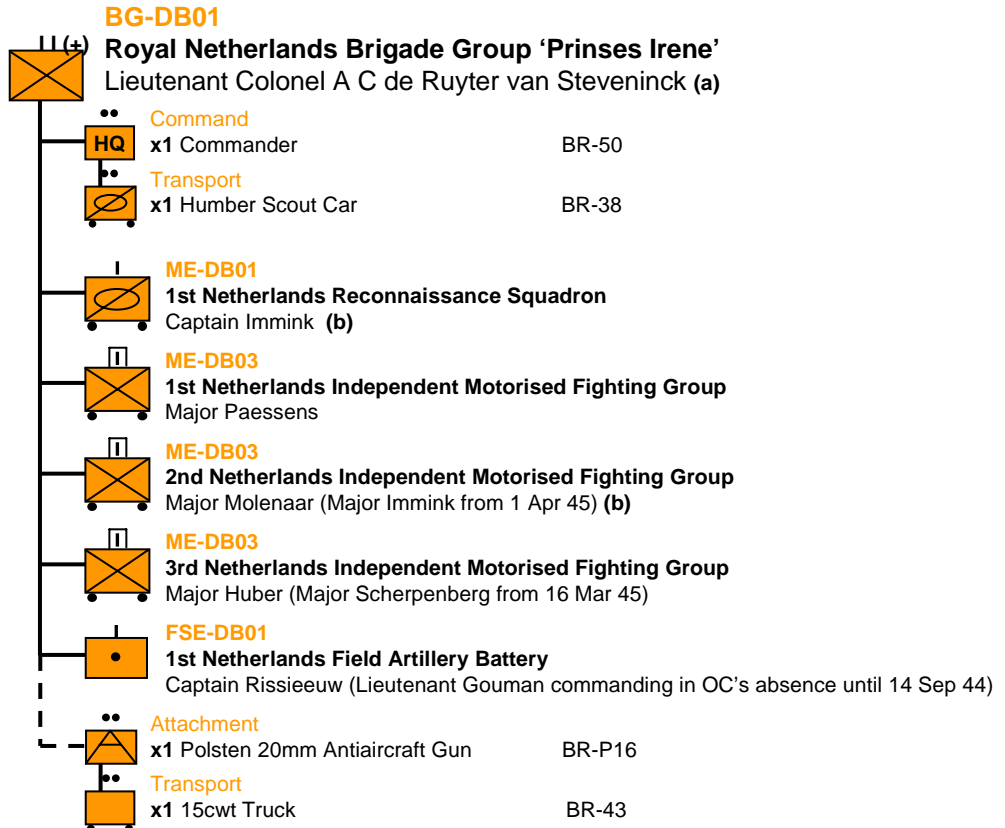 BG-DB01
I I (+) Royal Netherlands Brigade Group ‘Prinses Irene’
Lieutenant Colonel A C de Ruyter van Steveninck (a)
Command
HQ x1 Commander BR-50
Transport
x1 Humber Scout Car BR-38
I
ME-DB01
1st Netherlands Reconnaissance Squadron
Captain Immink (b)
I
ME-DB03
1st Netherlands Independent Motorised Fighting Group
Major Paessens
I
ME-DB03
2nd Netherlands Independent Motorised Fighting Group
Major Molenaar (Major Immink from 1 Apr 45) (b)
I
ME-DB03
3rd Netherlands Independent Motorised Fighting Group
Major Huber (Major Scherpenberg from 16 Mar 45)
I
FSE-DB01
1st Netherlands Field Artillery Battery
Captain Rissieeuw (Lieutenant Gouman commanding in OC’s absence until 14 Sep 44)
Attachment
x1 Polsten 20mm Antiaircraft Gun BR-P16
Transport
x1 15cwt Truck BR-43